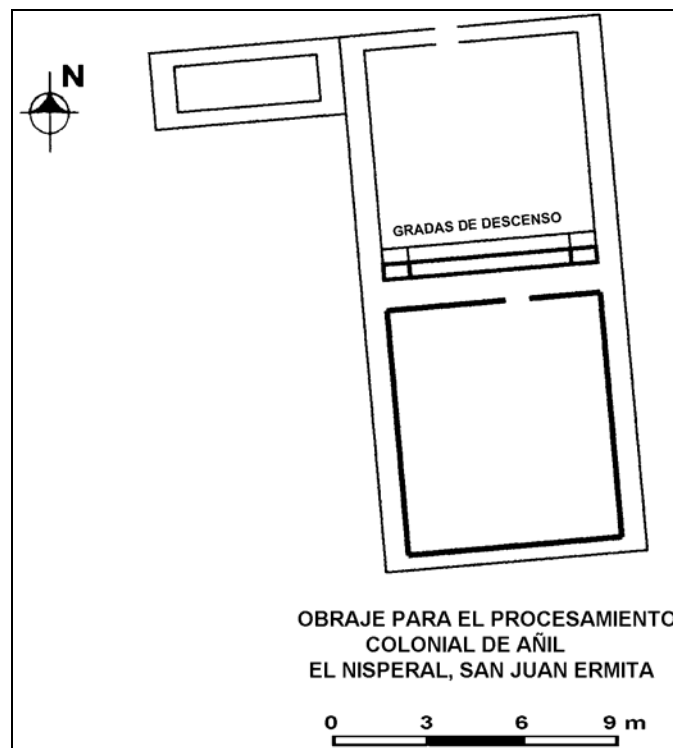 N
GRADAS DE DESCENSO
OBRAJE PARA EL PROCESAMIENTO
COLONIAL DE AÑIL
EL NISPERAL, SAN JUAN ERMITA
0 3 6 9 m